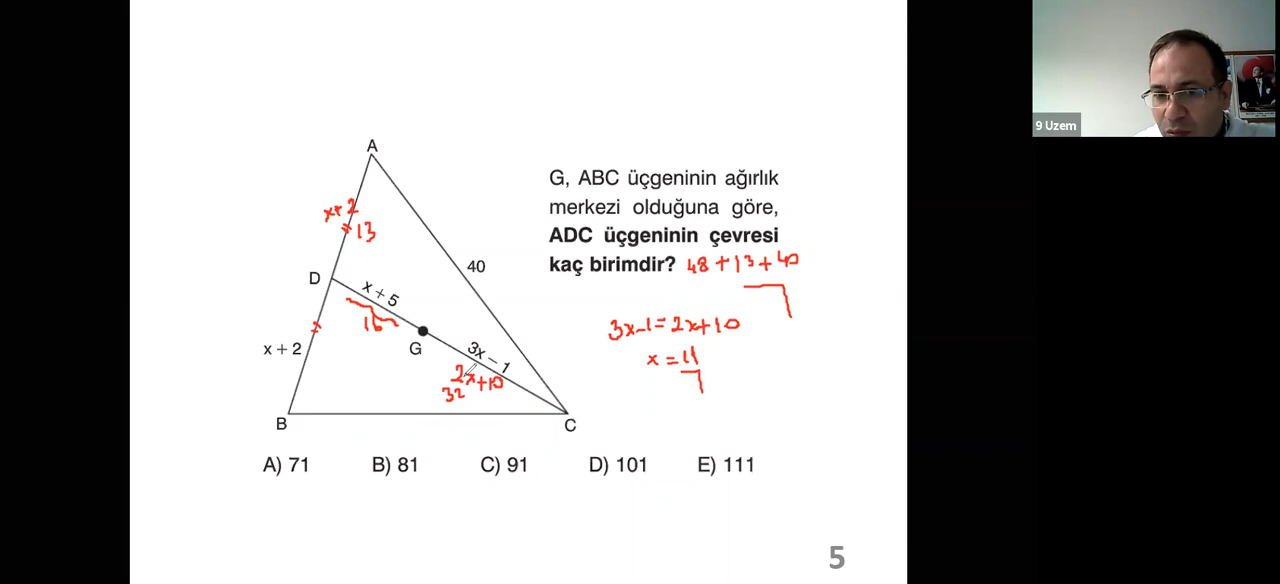 9 Uzem
A
x+2
=13
40
D
x + 5
16
G
3x – 1
2x+10
32
x + 2
B
C
G, ABC üçgeninin ağırlık
merkezi olduğuna göre,
ADC üçgeninin çevresi
kaç birimdir? 48 +13+40
3x-1=2x+10
x = 11
A) 71 B) 81 C) 91 D) 101 E) 111
5